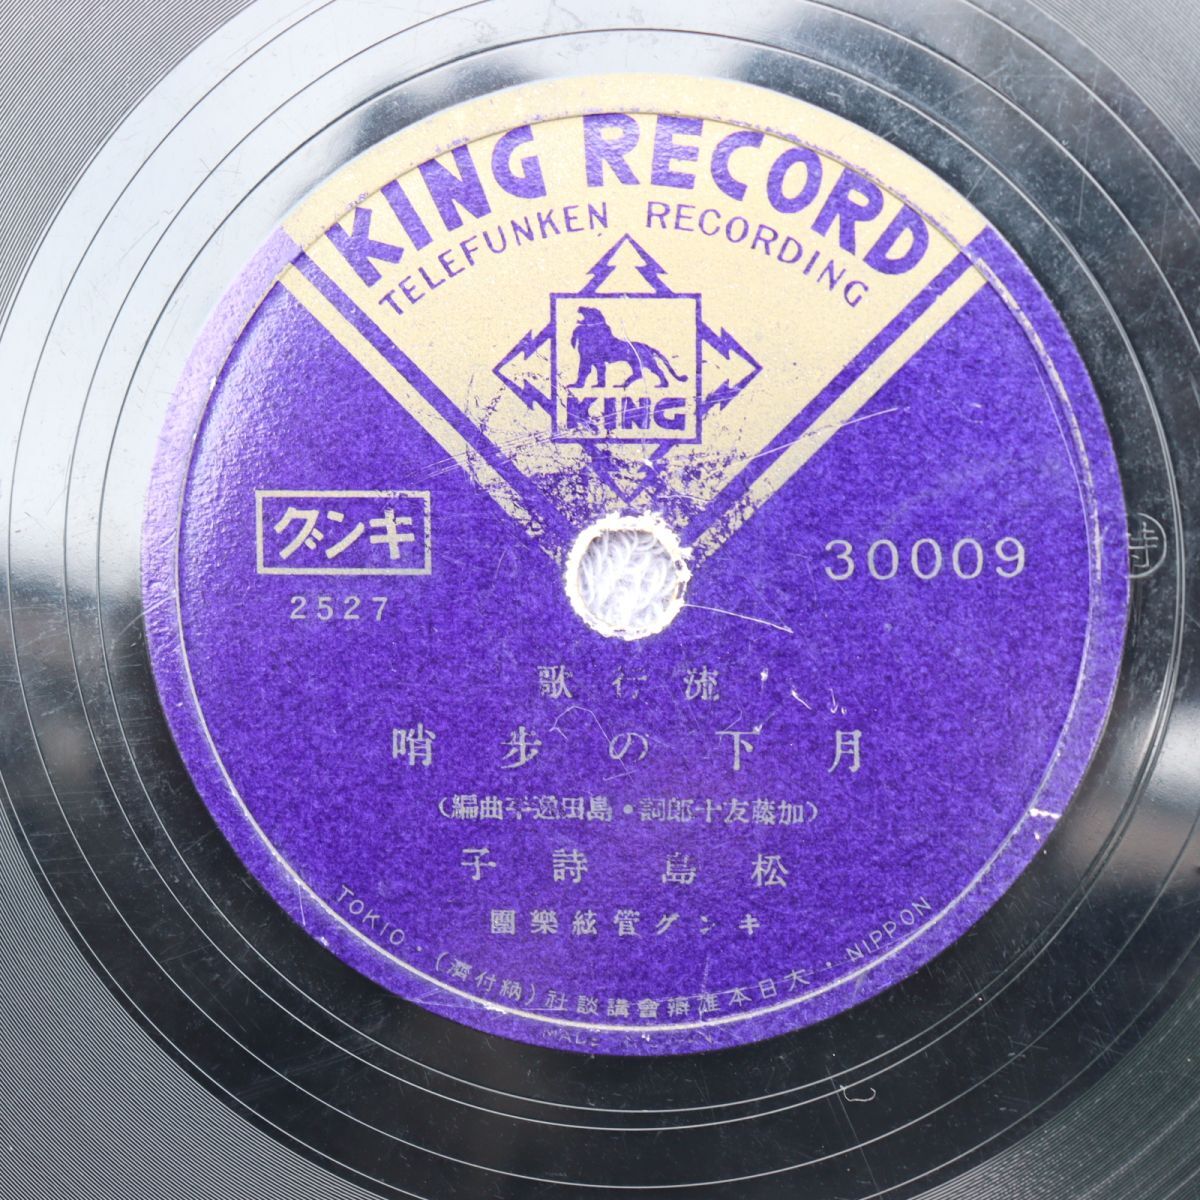 KING RECORD
TELEFUNKEN RECORDING
KING
キング
30009
2527
流行歌
月下の歩哨
(加藤友十郎詞・島田逸平曲編)
松島詩子
キング管絃樂團
TOKIO・(納付濟)社談講會辯雄本日大・NIPPON